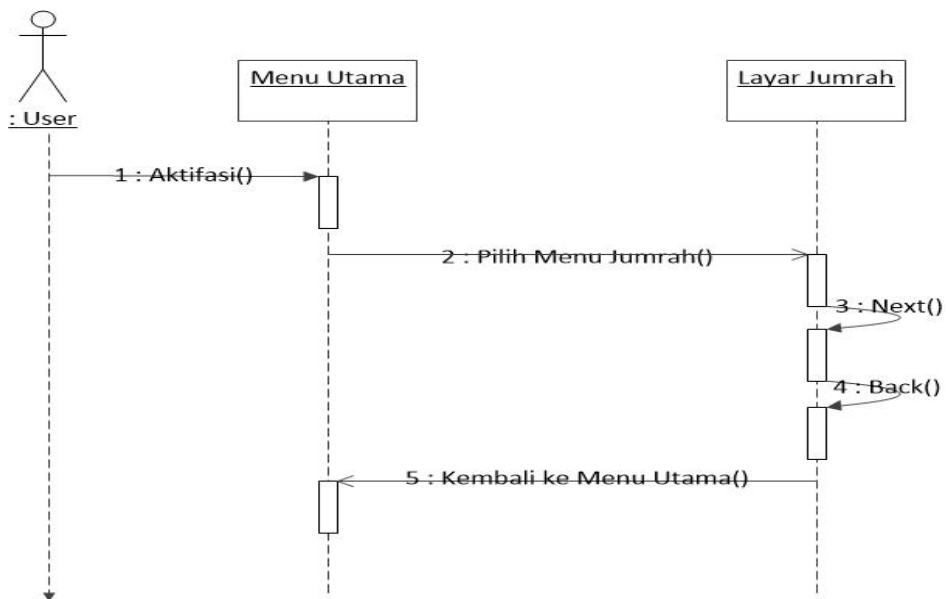 : User
Menu Utama
Layar Jumrah
1 : Aktifasi()
2 : Pilih Menu Jumrah()
3 : Next()
4 : Back()
5 : Kembali ke Menu Utama()